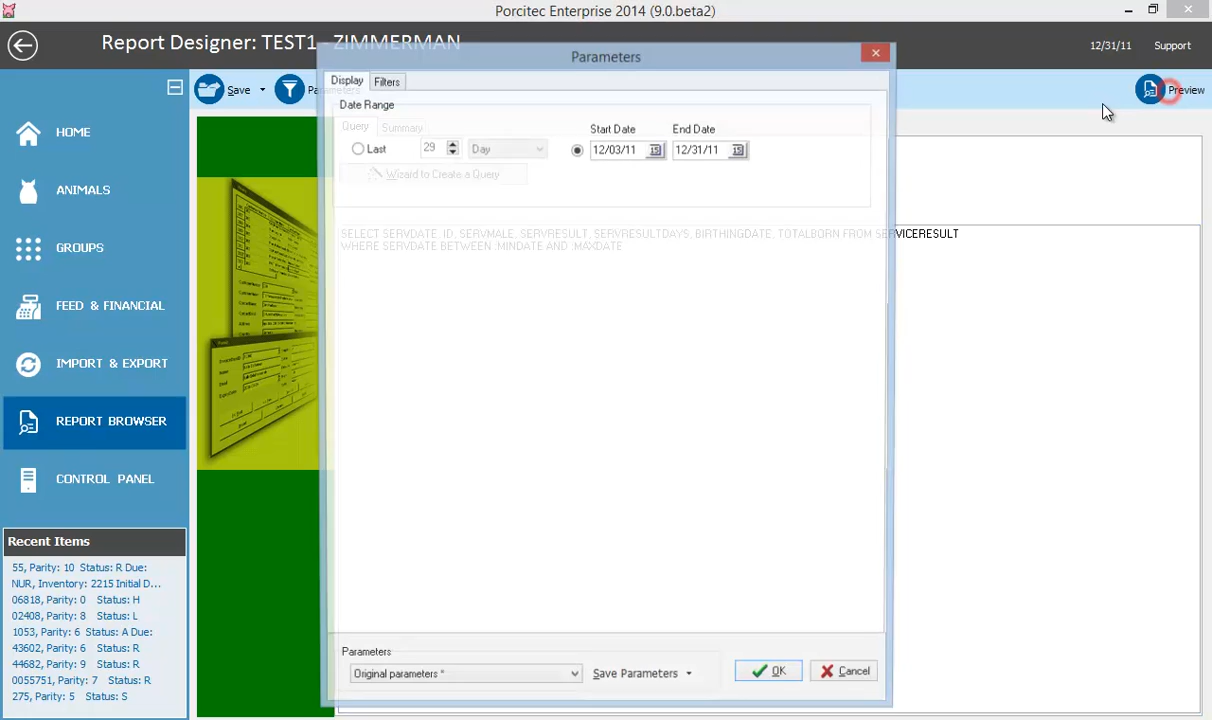 Porcitec Enterprise 2014 (9.0.beta2)
Report Designer: TEST1 - ZIMMERMAN
12/31/11
Support
Parameters
Save
Parameters
Preview
Display
Filters
Date Range
Query
Summary
Start Date
End Date
Last
29
Day
12/03/11
12/31/11
Wizard to Create a Query
SELECT SERVDATE, ID, SERVMALE, SERVRESULT, SERVRESULTDAYS, BIRTHINGDATE, TOTALBORN FROM SERVICERESULT
WHERE SERVDATE BETWEEN :MINDATE AND :MAXDATE
HOME
ANIMALS
GROUPS
FEED & FINANCIAL
IMPORT & EXPORT
REPORT BROWSER
CONTROL PANEL
Recent Items
55, Parity: 10 Status: R Due:
NUR, Inventory: 2215 Initial D...
06818, Parity: 0 Status: H
02408, Parity: 8 Status: L
1053, Parity: 6 Status: A Due:
43602, Parity: 6 Status: R
44682, Parity: 9 Status: R
0055751, Parity: 7 Status: R
275, Parity: 5 Status: S
Parameters
Original parameters *
Save Parameters
OK
Cancel